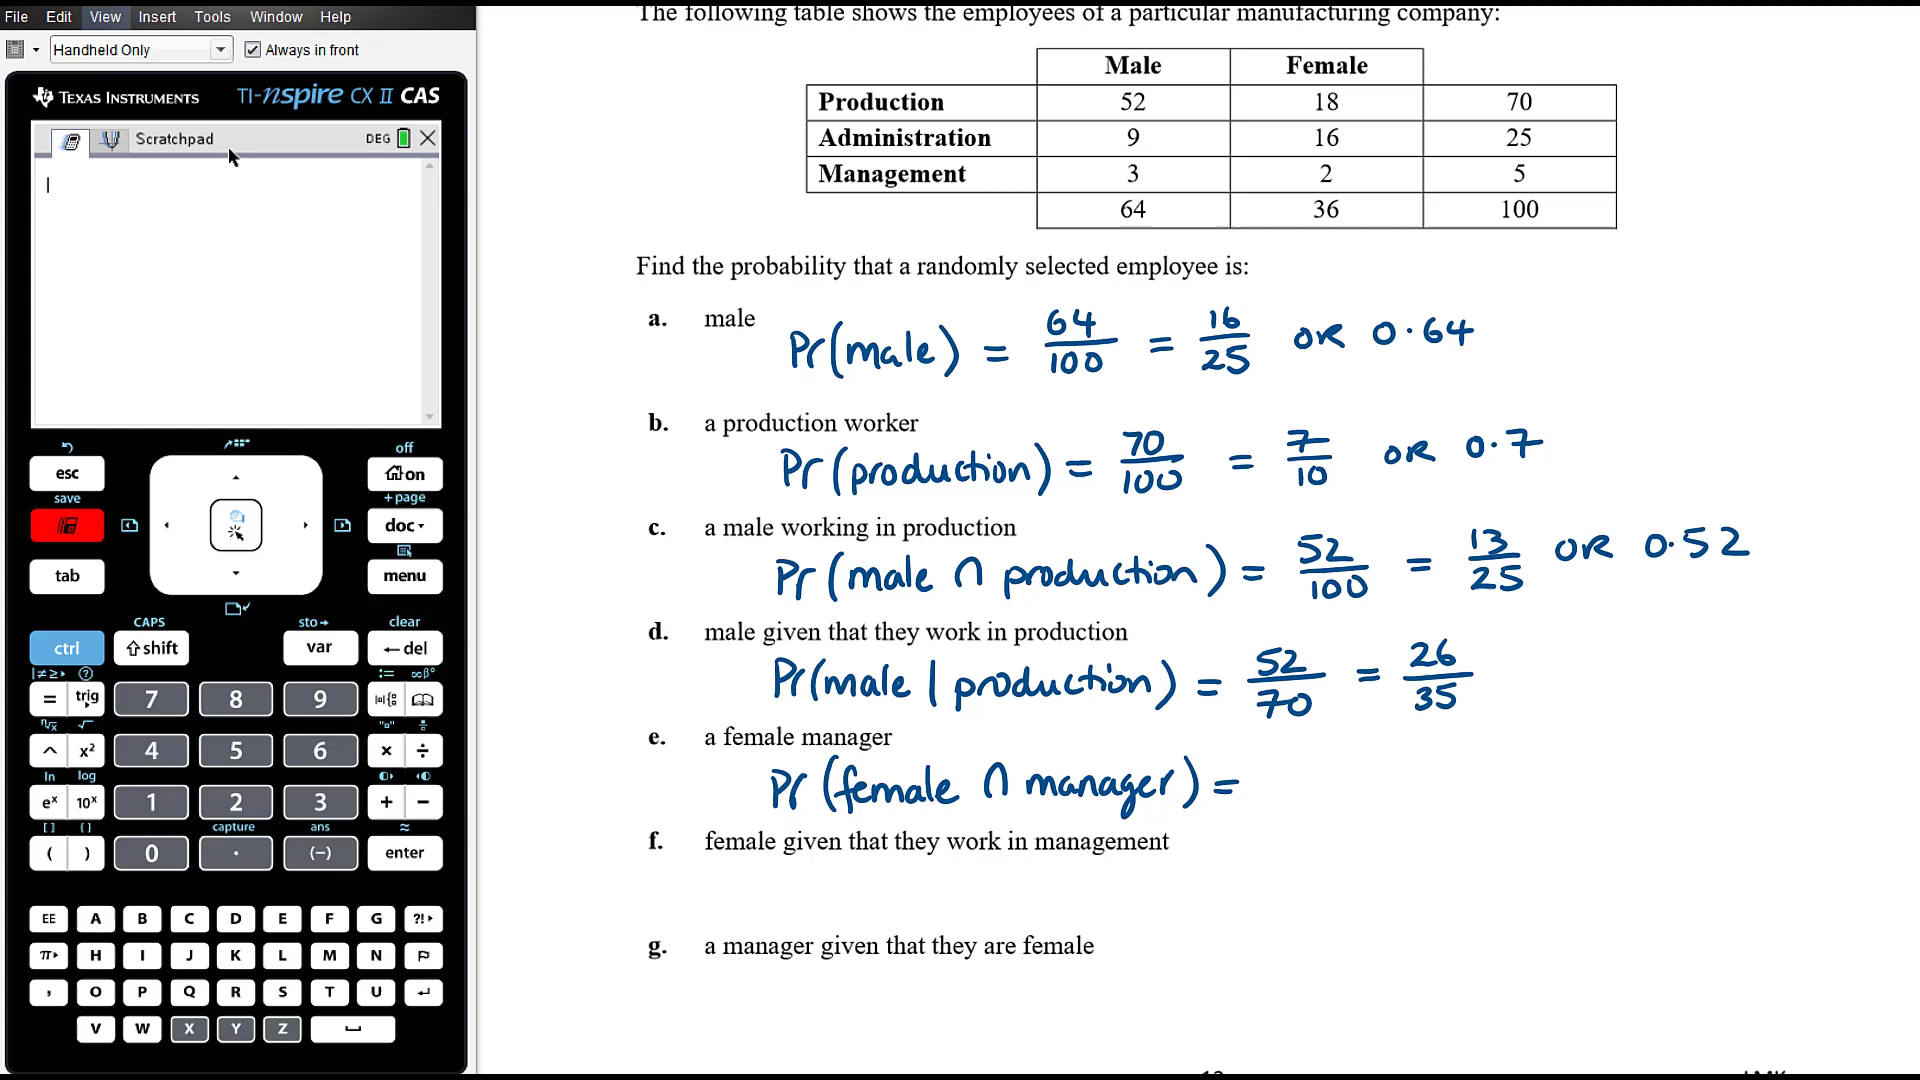 File Edit View Insert Tools Window Help
Handheld Only Always in front
TEXAS INSTRUMENTS TI-nspire CX II CAS
Scratchpad DEG
off
esc on
save + page
doc
tab menu
CAPS sto→ clear
ctrl shift var ←del
= trig 7 8 9
^ x² 4 5 6 × ÷
ln log
eˣ 10ˣ 1 2 3 + −
[ ] { } capture ans ≈
( ) 0 . (−) enter
EE A B C D E F G ?!▸
π▸ H I J K L M N
, O P Q R S T U ↵
V W X Y Z
The following table shows the employees of a particular manufacturing company:
Male Female
Production 52 18 70
Administration 9 16 25
Management 3 2 5
64 36 100
Find the probability that a randomly selected employee is:
a. male
Pr(male) = 64/100 = 16/25 OR 0.64
b. a production worker
Pr(production) = 70/100 = 7/10 OR 0.7
c. a male working in production
Pr(male ∩ production) = 52/100 = 13/25 OR 0.52
d. male given that they work in production
Pr(male | production) = 52/70 = 26/35
e. a female manager
Pr(female ∩ manager) =
f. female given that they work in management
g. a manager given that they are female